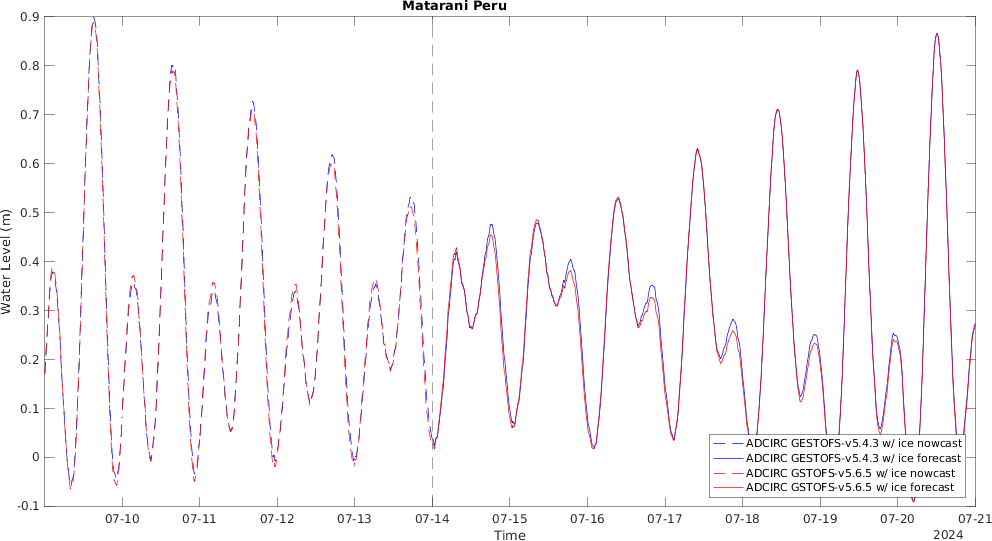 Matarani Peru
0.9
0.8
0.7
0.6
0.5
0.4
0.3
0.2
0.1
0
-0.1
Water Level (m)
ADCIRC GESTOFS-v5.4.3 w/ ice nowcast
ADCIRC GESTOFS-v5.4.3 w/ ice forecast
ADCIRC GSTOFS-v5.6.5 w/ ice nowcast
ADCIRC GSTOFS-v5.6.5 w/ ice forecast
07-10 07-11 07-12 07-13 07-14 07-15 07-16 07-17 07-18 07-19 07-20 07-21
Time
2024